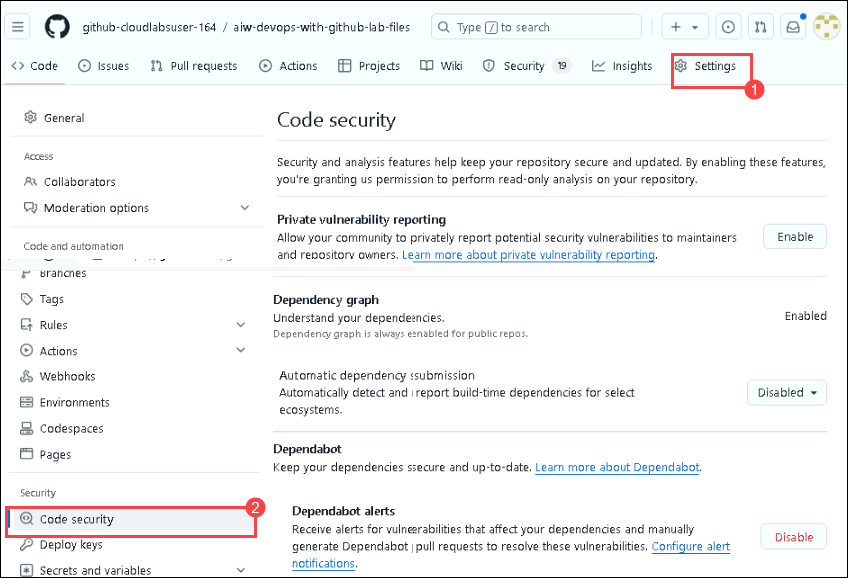 github-cloudlabsuser-164 / aiw-devops-with-github-lab-files
Type / to search
Code Issues Pull requests Actions Projects Wiki Security 19 Insights Settings
1
General
Access
Collaborators
Moderation options
Code and automation
Branches
Tags
Rules
Actions
Webhooks
Environments
Codespaces
Pages
Security
Code security
2
Deploy keys
Secrets and variables
Code security
Security and analysis features help keep your repository secure and updated. By enabling these features,
you're granting us permission to perform read-only analysis on your repository.
Private vulnerability reporting
Allow your community to privately report potential security vulnerabilities to maintainers
and repository owners. Learn more about private vulnerability reporting.
Enable
Dependency graph
Understand your dependencies.
Dependency graph is always enabled for public repos.
Enabled
Automatic dependency submission
Automatically detect and report build-time dependencies for select
ecosystems.
Disabled
Dependabot
Keep your dependencies secure and up-to-date. Learn more about Dependabot.
Dependabot alerts
Receive alerts for vulnerabilities that affect your dependencies and manually
generate Dependabot pull requests to resolve these vulnerabilities. Configure alert
notifications.
Disable